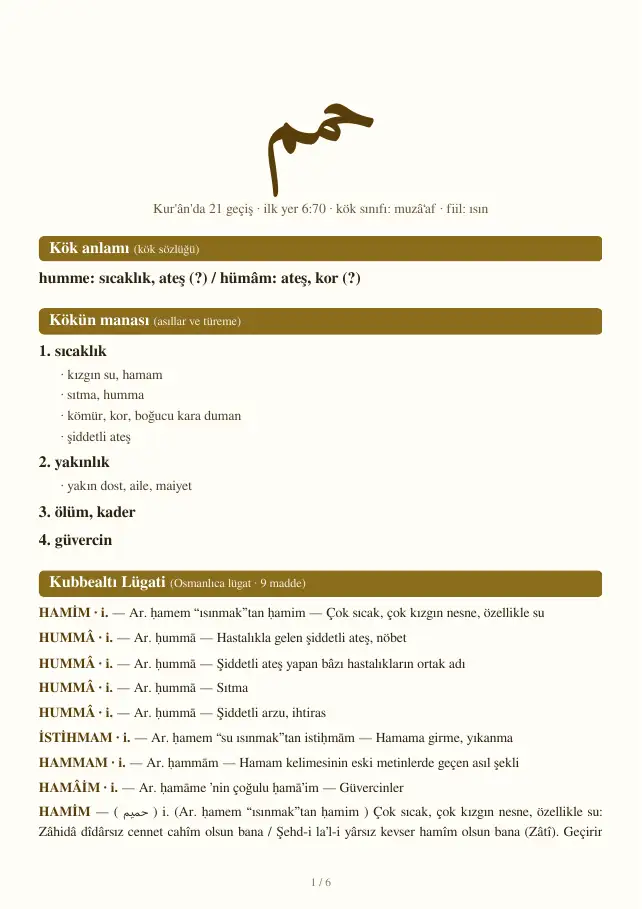 حمم
Kur'ân'da 21 geçiş · ilk yer 6:70 · kök sınıfı: muzâ'af · fiil: ısın
Kök anlamı (kök sözlüğü)
humme: sıcaklık, ateş (?) / hümâm: ateş, kor (?)
Kökün manası (asıllar ve türeme)
1. sıcaklık
· kızgın su, hamam
· sıtma, humma
· kömür, kor, boğucu kara duman
· şiddetli ateş
2. yakınlık
· yakın dost, aile, maiyet
3. ölüm, kader
4. güvercin
Kubbealtı Lügati (Osmanlıca lügat · 9 madde)
HAMİM · i. — Ar. ḥamem “ısınmak”tan ḥamim — Çok sıcak, çok kızgın nesne, özellikle su
HUMMÂ · i. — Ar. ḥummā — Hastalıkla gelen şiddetli ateş, nöbet
HUMMÂ · i. — Ar. ḥummā — Şiddetli ateş yapan bâzı hastalıkların ortak adı
HUMMÂ · i. — Ar. ḥummā — Sıtma
HUMMÂ · i. — Ar. ḥummā — Şiddetli arzu, ihtiras
İSTİHMAM · i. — Ar. ḥamem “su ısınmak”tan istiḥmām — Hamama girme, yıkanma
HAMMAM · i. — Ar. ḥammām — Hamam kelimesinin eski metinlerde geçen asıl şekli
HAMÂİM · i. — Ar. ḥamāme ’nin çoğulu ḥamā’im — Güvercinler
HAMİM — ( حميم ) i. (Ar. ḥamem “ısınmak”tan ḥamim ) Çok sıcak, çok kızgın nesne, özellikle su:
Zâhidâ dîdârsız cennet cahîm olsun bana / Şehd-i la’l-i yârsız kevser hamîm olsun bana (Zâtî). Geçirir
1 / 6